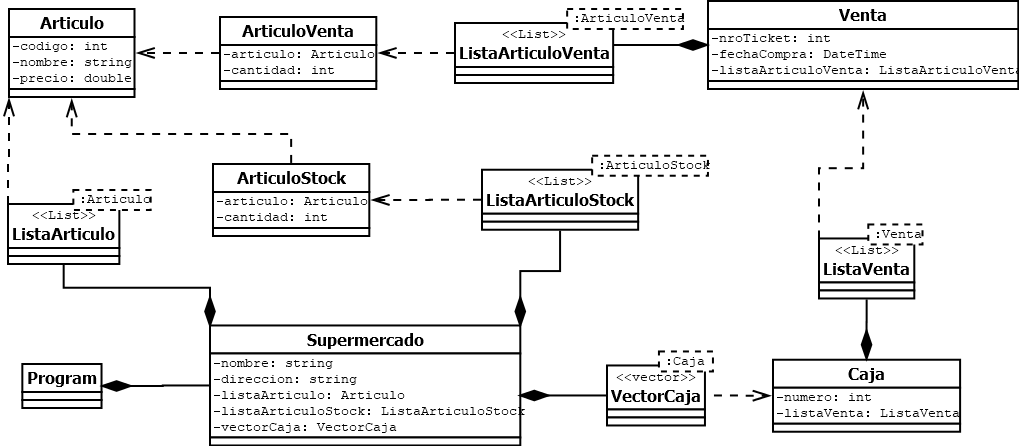 Articulo
-codigo: int
-nombre: string
-precio: double
ArticuloVenta
-articulo: Articulo
-cantidad: int
:ArticuloVenta
<<List>>
ListaArticuloVenta
Venta
-nroTicket: int
-fechaCompra: DateTime
-listaArticuloVenta: ListaArticuloVenta
ArticuloStock
-articulo: Articulo
-cantidad: int
:ArticuloStock
<<List>>
ListaArticuloStock
:Articulo
<<List>>
ListaArticulo
:Venta
<<List>>
ListaVenta
Supermercado
-nombre: string
-direccion: string
-listaArticulo: Articulo
-listaArticuloStock: ListaArticuloStock
-vectorCaja: VectorCaja
Program
:Caja
<<vector>>
VectorCaja
Caja
-numero: int
-listaVenta: ListaVenta